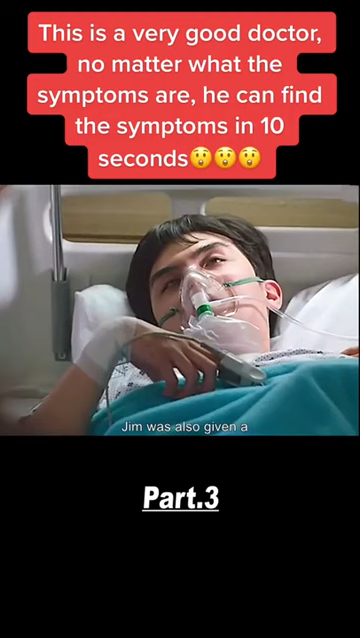 This is a very good doctor,
no matter what the
symptoms are, he can find
the symptoms in 10
seconds😲😲😲
Jim was also given a
Part.3